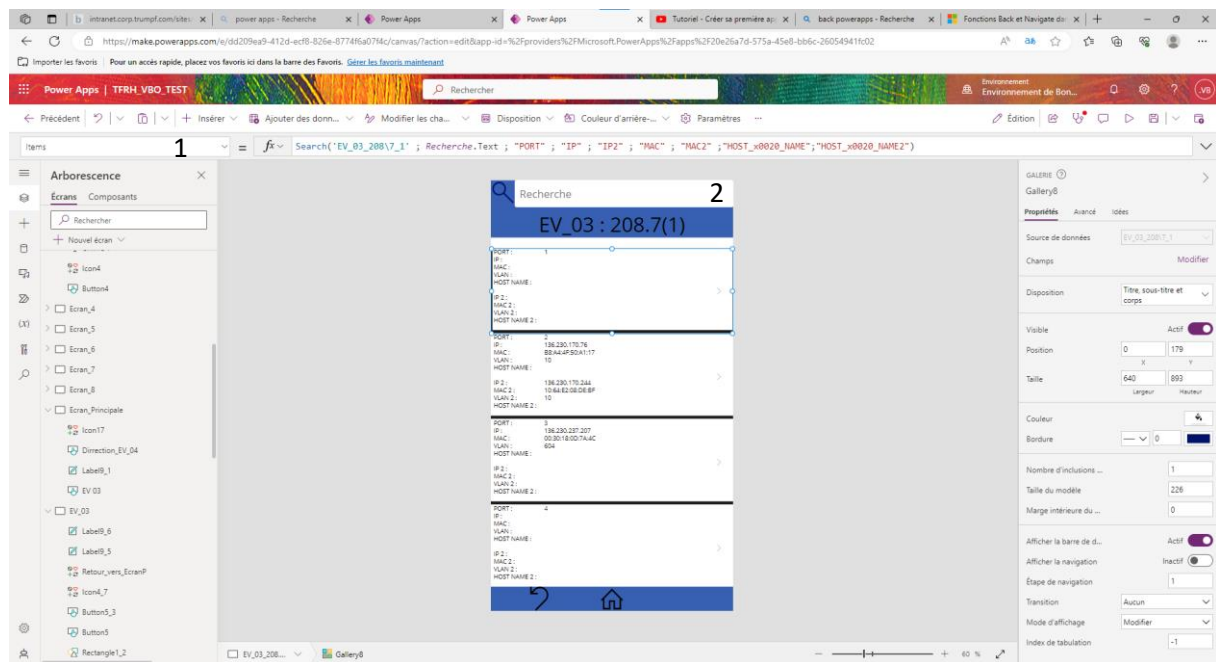 intranet.corp.trumpf.com/sites
power apps - Recherche
Power Apps
Power Apps
Tutoriel - Créer sa première ap
back powerapps - Recherche
Fonctions Back et Navigate da
https://make.powerapps.com/e/dd209ea9-412d-ecf8-826e-8774f6a07f4c/canvas/?action=edit&app-id=%2Fproviders%2FMicrosoft.PowerApps%2Fapps%2F20e26a7d-575a-45e8-bb6c-26054941fc02
Importer les favoris
Pour un accès rapide, placez vos favoris ici dans la barre des Favoris. Gérer les favoris maintenant
Power Apps | TFRH_VBO_TEST
Rechercher
Environnement
Environnement de Bon...
.VB
Précédent
Insérer
Ajouter des donn...
Modifier les cha...
Disposition
Couleur d'arrière-...
Paramètres
Édition
Items
1
= fx Search('EV_03_208\7_1' ; Recherche.Text ; "PORT" ; "IP" ; "IP2" ; "MAC" ; "MAC2" ;"HOST_x0020_NAME";"HOST_x0020_NAME2")
Arborescence
Écrans Composants
Rechercher
Nouvel écran
Icon4
Button4
Ecran_4
Ecran_5
Ecran_6
Ecran_7
Ecran_8
Ecran_Principale
Icon17
Dirrection_EV_04
Label9_1
EV 03
EV_03
Label9_6
Label9_5
Retour_vers_EcranP
Icon4_7
Button5_3
Button5
Rectangle1_2
Recherche
2
EV_03 : 208.7(1)
PORT : 1
IP :
MAC :
VLAN :
HOST NAME :
IP 2 :
MAC 2 :
VLAN 2 :
HOST NAME 2 :
PORT : 2
IP : 136.230.170.76
MAC : B8:A4:4F:50:A1:17
VLAN : 10
HOST NAME :
IP 2 : 136.230.170.244
MAC 2 : 10:64:E2:08:DE:BF
VLAN 2 : 10
HOST NAME 2 :
PORT : 3
IP : 136.230.237.207
MAC : 00:30:18:0D:7A:4C
VLAN : 604
HOST NAME :
IP 2 :
MAC 2 :
VLAN 2 :
HOST NAME 2 :
PORT : 4
IP :
MAC :
VLAN :
HOST NAME :
IP 2 :
MAC 2 :
VLAN 2 :
HOST NAME 2 :
EV_03_208...
Gallery8
60 %
GALERIE
Gallery8
Propriétés Avancé Idées
Source de données EV_03_208\7_1
Champs Modifier
Disposition Titre, sous-titre et
corps
Visible Actif
Position 0 179
X Y
Taille 640 893
Largeur Hauteur
Couleur
Bordure 0
Nombre d'inclusions ... 1
Taille du modèle 226
Marge intérieure du ... 0
Afficher la barre de d... Actif
Afficher la navigation Inactif
Étape de navigation 1
Transition Aucun
Mode d'affichage Modifier
Index de tabulation -1